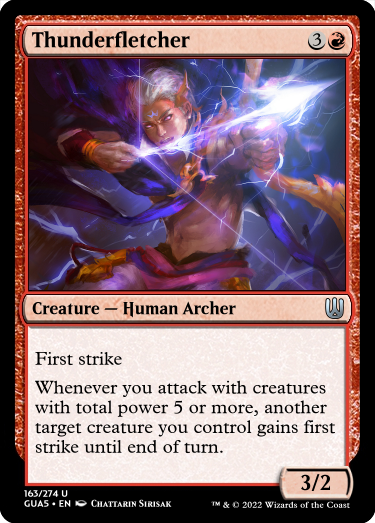 Thunderfletcher 3
Creature — Human Archer
First strike
Whenever you attack with creatures
with total power 5 or more, another
target creature you control gains first
strike until end of turn.
3/2
163/274 U
GUA5 • EN Chattarin Sirisak
™ & © 2022 Wizards of the Coast